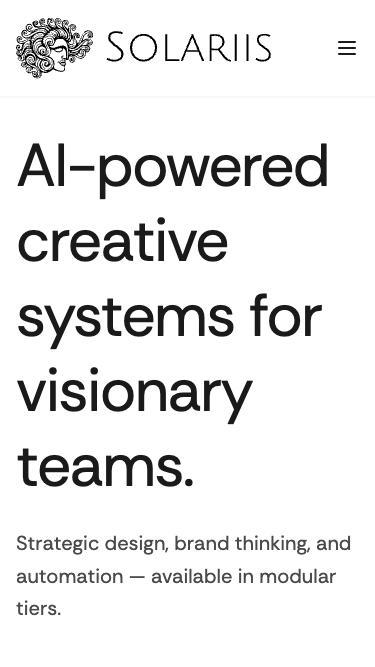 SOLARIIS
AI-powered
creative
systems for
visionary
teams.
Strategic design, brand thinking, and
automation — available in modular
tiers.